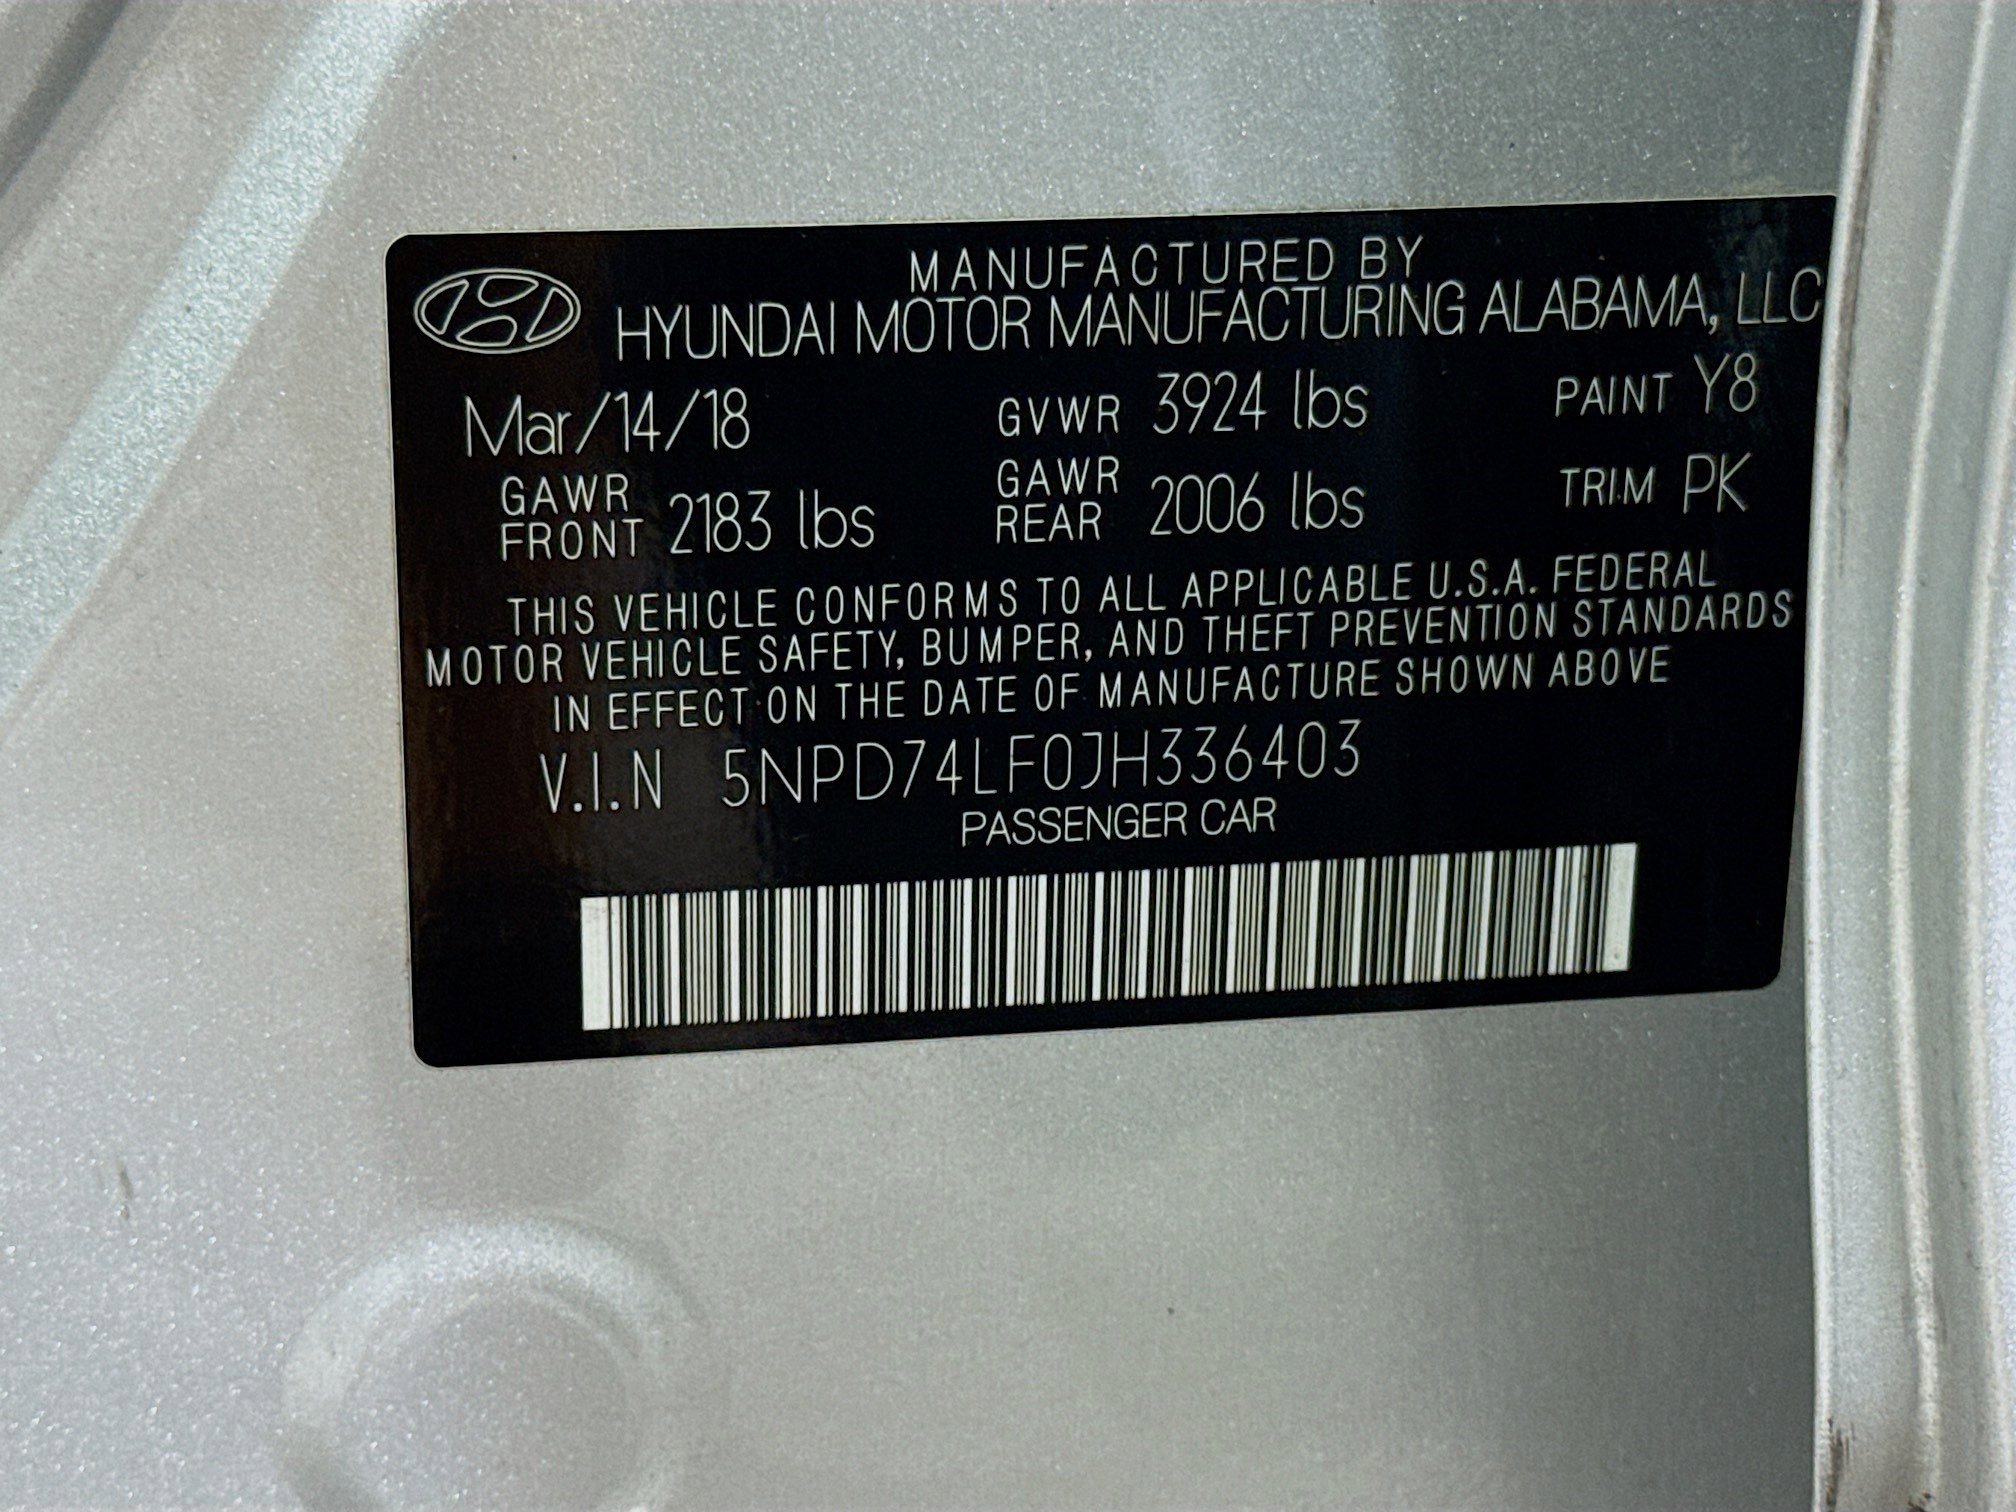 MANUFACTURED BY
HYUNDAI MOTOR MANUFACTURING ALABAMA, LLC
Mar/14/18 GVWR 3924 lbs PAINT Y8
GAWR FRONT 2183 lbs GAWR REAR 2006 lbs TRIM PK
THIS VEHICLE CONFORMS TO ALL APPLICABLE U.S.A. FEDERAL
MOTOR VEHICLE SAFETY, BUMPER, AND THEFT PREVENTION STANDARDS
IN EFFECT ON THE DATE OF MANUFACTURE SHOWN ABOVE
V.I.N 5NPD74LF0JH336403
PASSENGER CAR